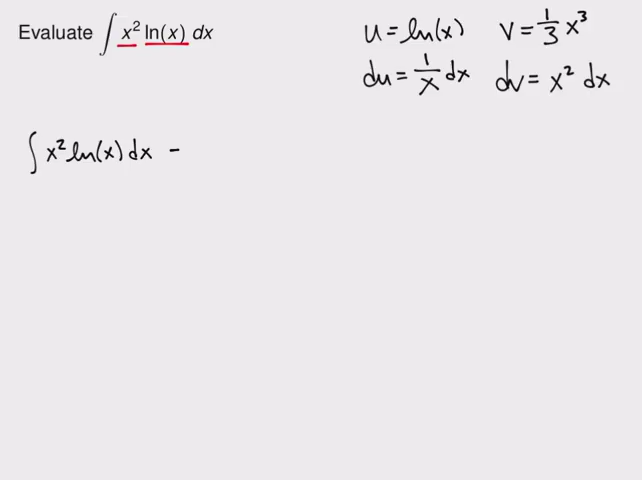 Evaluate ∫ x² ln(x) dx
u = ln(x) v = 1/3 x³
du = 1/x dx dv = x² dx
∫ x² ln(x) dx -